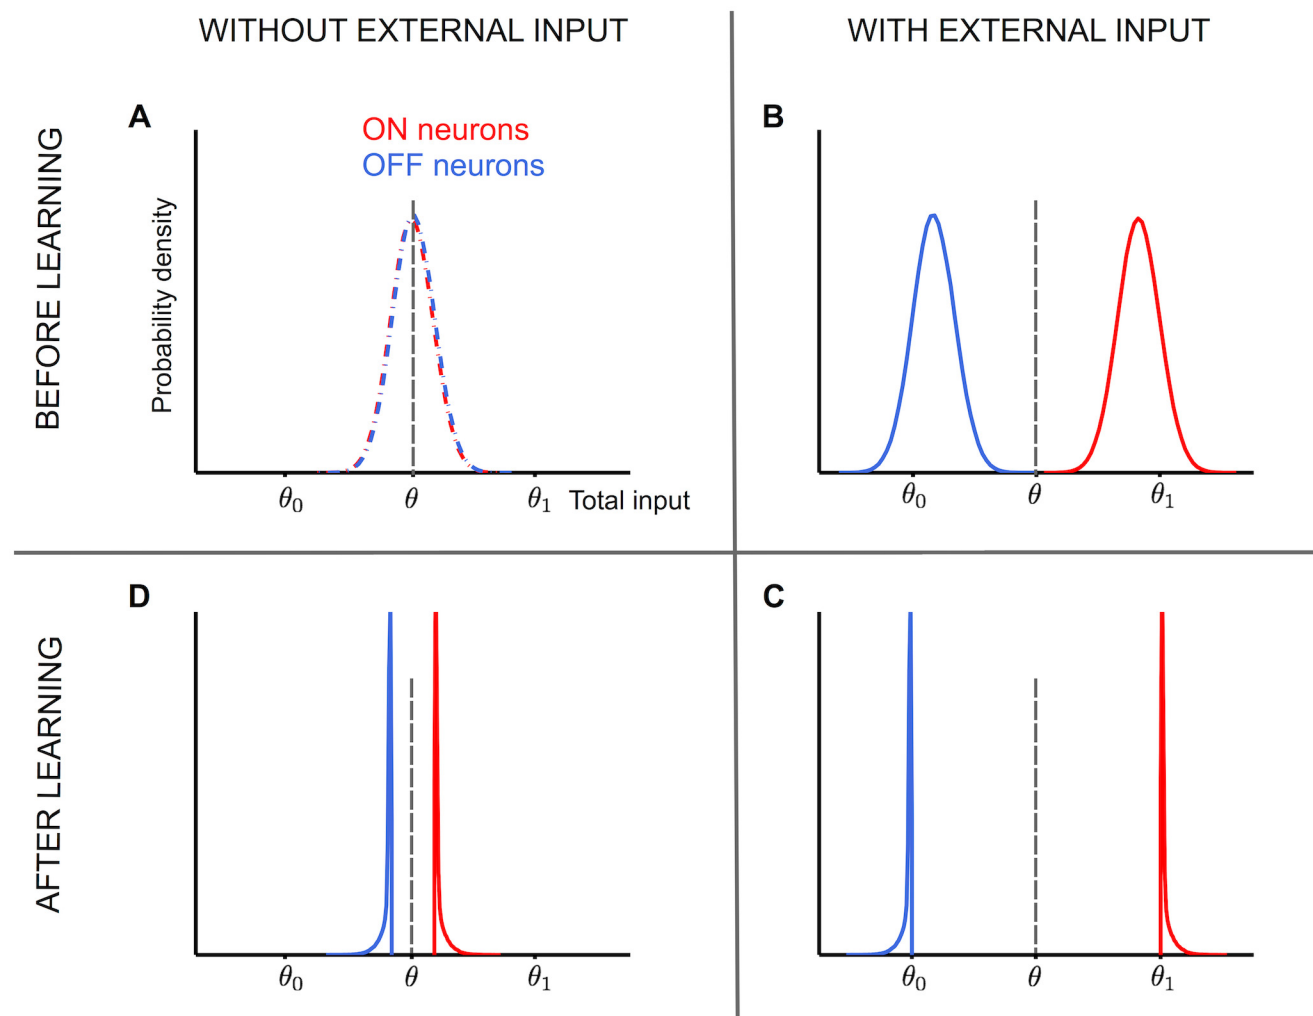 WITHOUT EXTERNAL INPUT
WITH EXTERNAL INPUT
BEFORE LEARNING
A
ON neurons
OFF neurons
Probability density
θ0 θ θ1 Total input
B
θ0 θ θ1
AFTER LEARNING
D
θ0 θ θ1
C
θ0 θ θ1